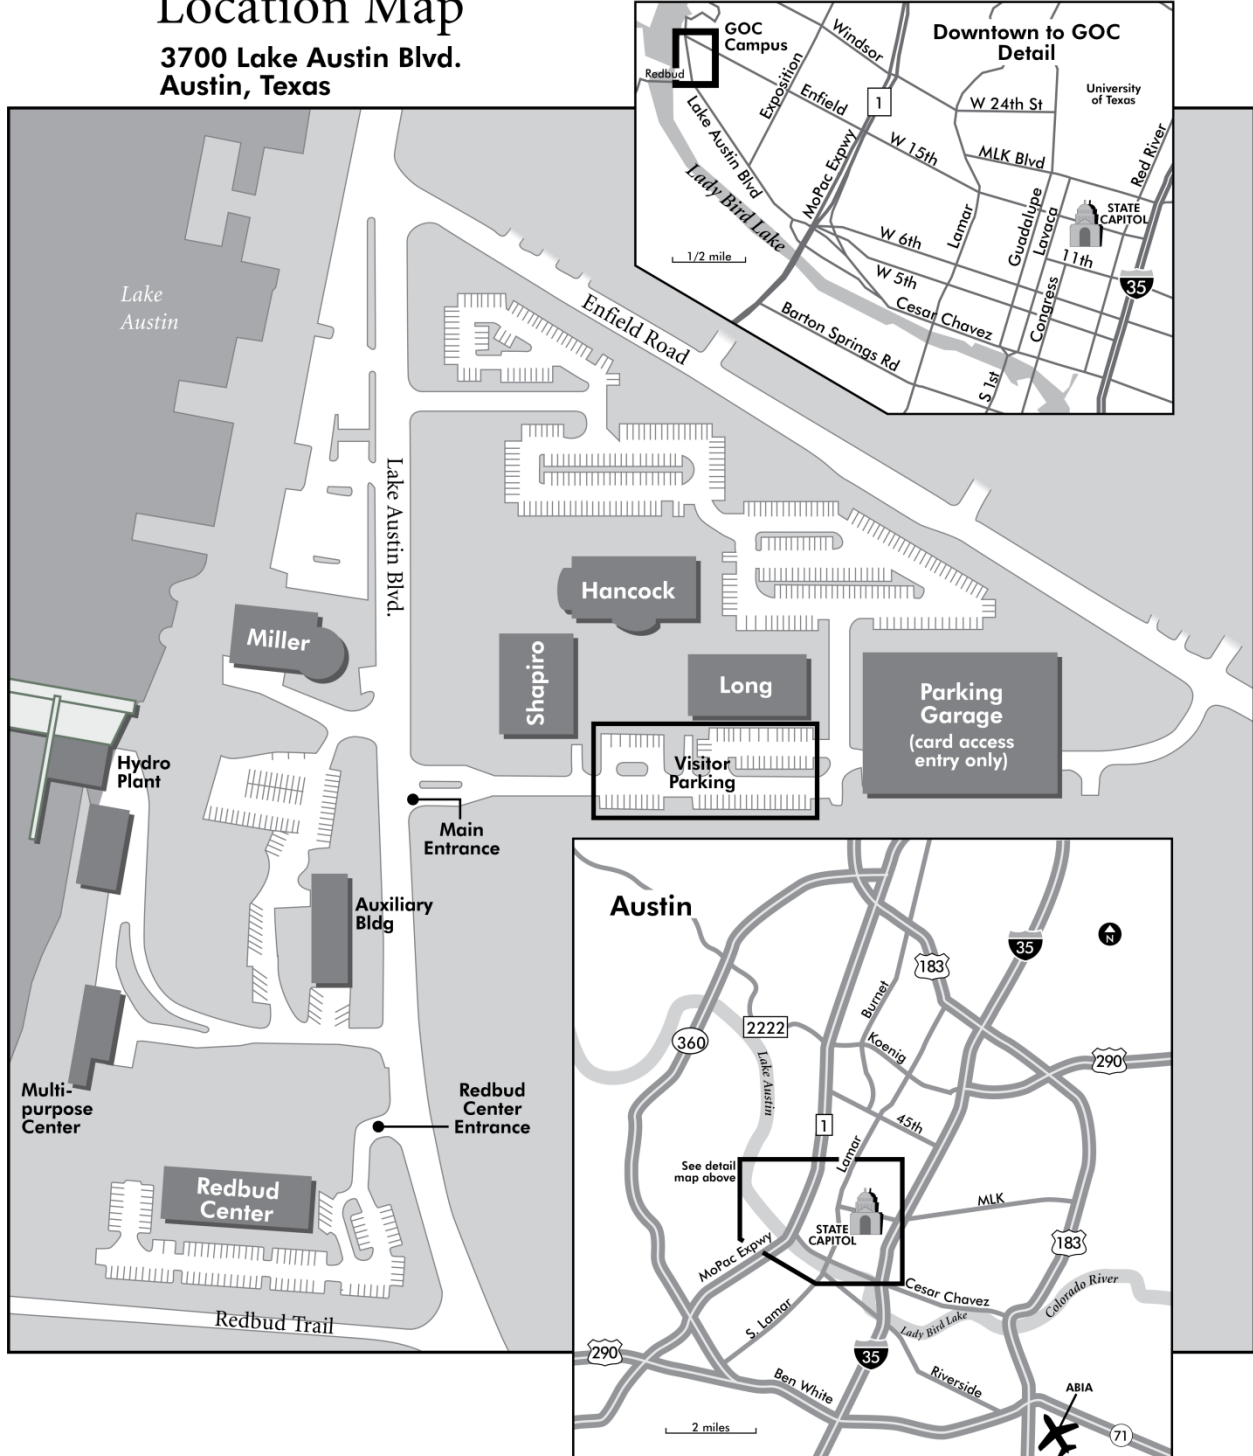 Location Map
3700 Lake Austin Blvd.
Austin, Texas
GOC
Campus
Downtown to GOC
Detail
Redbud
Windsor
Exposition
Enfield
1
W 24th St
University
of Texas
Lake Austin Blvd
MoPac Expwy
W 15th
MLK Blvd
Red River
Lady Bird Lake
Lamar
Guadalupe
Lavaca
STATE
CAPITOL
W 6th
11th
1/2 mile
W 5th
35
Cesar Chavez
Congress
Barton Springs Rd
S 1st
Lake
Austin
Enfield Road
Lake Austin Blvd.
Hancock
Miller
Shapiro
Long
Parking
Garage
(card access
entry only)
Visitor
Parking
Hydro
Plant
Main
Entrance
Auxiliary
Bldg
Multi-
purpose
Center
Redbud
Center
Entrance
Redbud
Center
Redbud Trail
Austin
N
35
183
Burnet
2222
360
Koenig
290
Lake Austin
1
45th
Lamar
See detail
map above
MLK
STATE
CAPITOL
183
MoPac Expwy
Cesar Chavez
Colorado River
S. Lamar
Lady Bird Lake
290
35
Ben White
Riverside
ABIA
2 miles
71